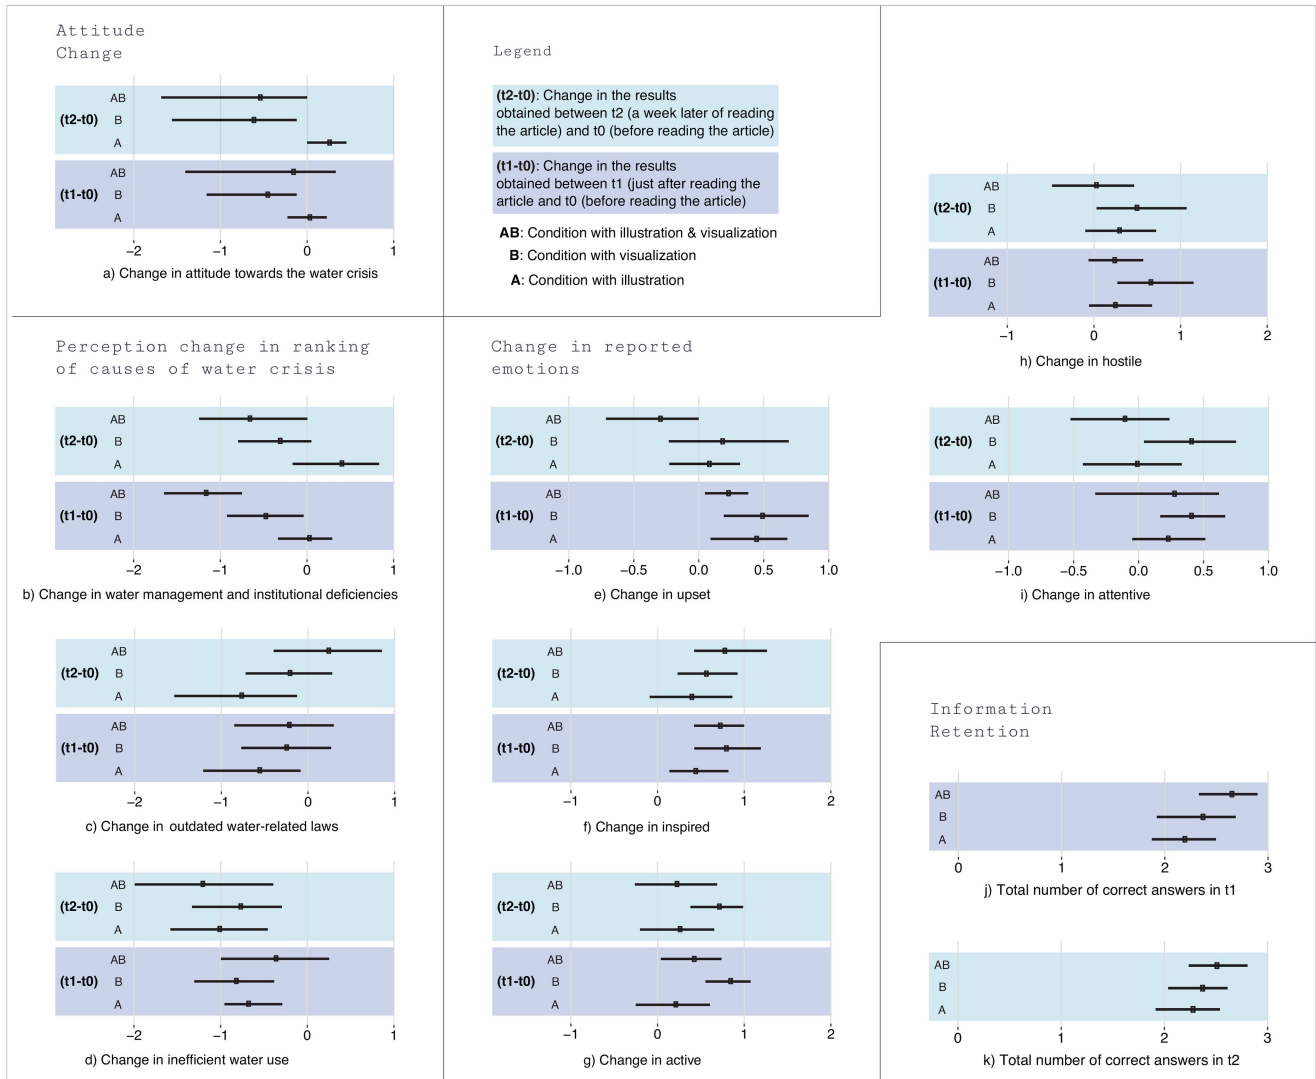 Attitude
Change
AB
(t2-t0) B
A
AB
(t1-t0) B
A
−2 −1 0 1
a) Change in attitude towards the water crisis
Legend
(t2-t0): Change in the results
obtained between t2 (a week later of reading
the article) and t0 (before reading the article)
(t1-t0): Change in the results
obtained between t1 (just after reading the
article and t0 (before reading the article)
AB: Condition with illustration & visualization
B: Condition with visualization
A: Condition with illustration
AB
(t2-t0) B
A
AB
(t1-t0) B
A
−1 0 1 2
h) Change in hostile
Perception change in ranking
of causes of water crisis
AB
(t2-t0) B
A
AB
(t1-t0) B
A
−2 −1 0 1
b) Change in water management and institutional deficiencies
AB
(t2-t0) B
A
AB
(t1-t0) B
A
−2 −1 0 1
c) Change in outdated water-related laws
AB
(t2-t0) B
A
AB
(t1-t0) B
A
−2 −1 0 1
d) Change in inefficient water use
Change in reported
emotions
AB
(t2-t0) B
A
AB
(t1-t0) B
A
−1.0 −0.5 0.0 0.5 1.0
e) Change in upset
AB
(t2-t0) B
A
AB
(t1-t0) B
A
−1 0 1 2
f) Change in inspired
AB
(t2-t0) B
A
AB
(t1-t0) B
A
−1 0 1 2
g) Change in active
AB
(t2-t0) B
A
AB
(t1-t0) B
A
−1.0 −0.5 0.0 0.5 1.0
i) Change in attentive
Information
Retention
AB
B
A
0 1 2 3
j) Total number of correct answers in t1
AB
B
A
0 1 2 3
k) Total number of correct answers in t2